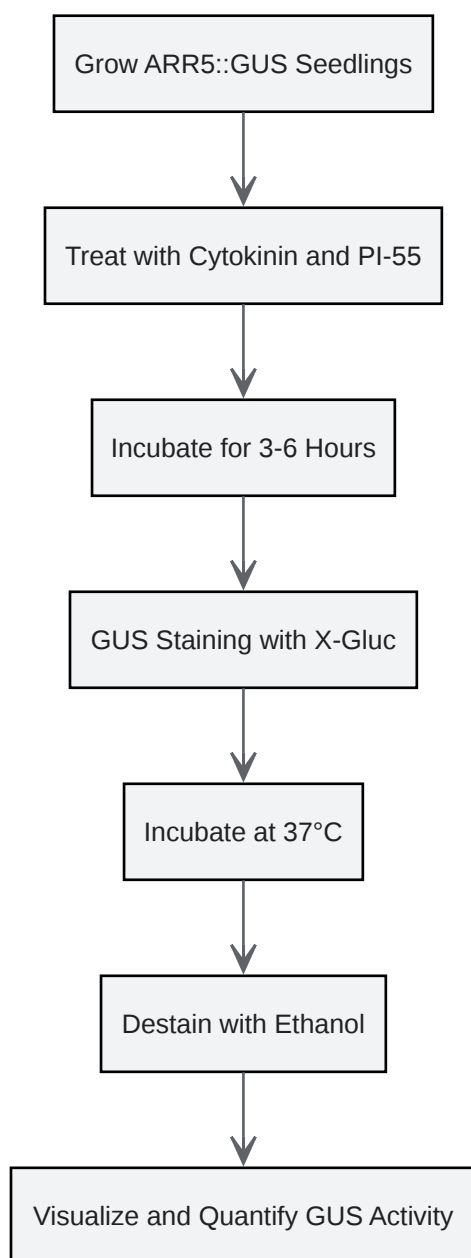 Grow ARR5::GUS Seedlings
Treat with Cytokinin and PI-55
Incubate for 3-6 Hours
GUS Staining with X-Gluc
Incubate at 37°C
Destain with Ethanol
Visualize and Quantify GUS Activity